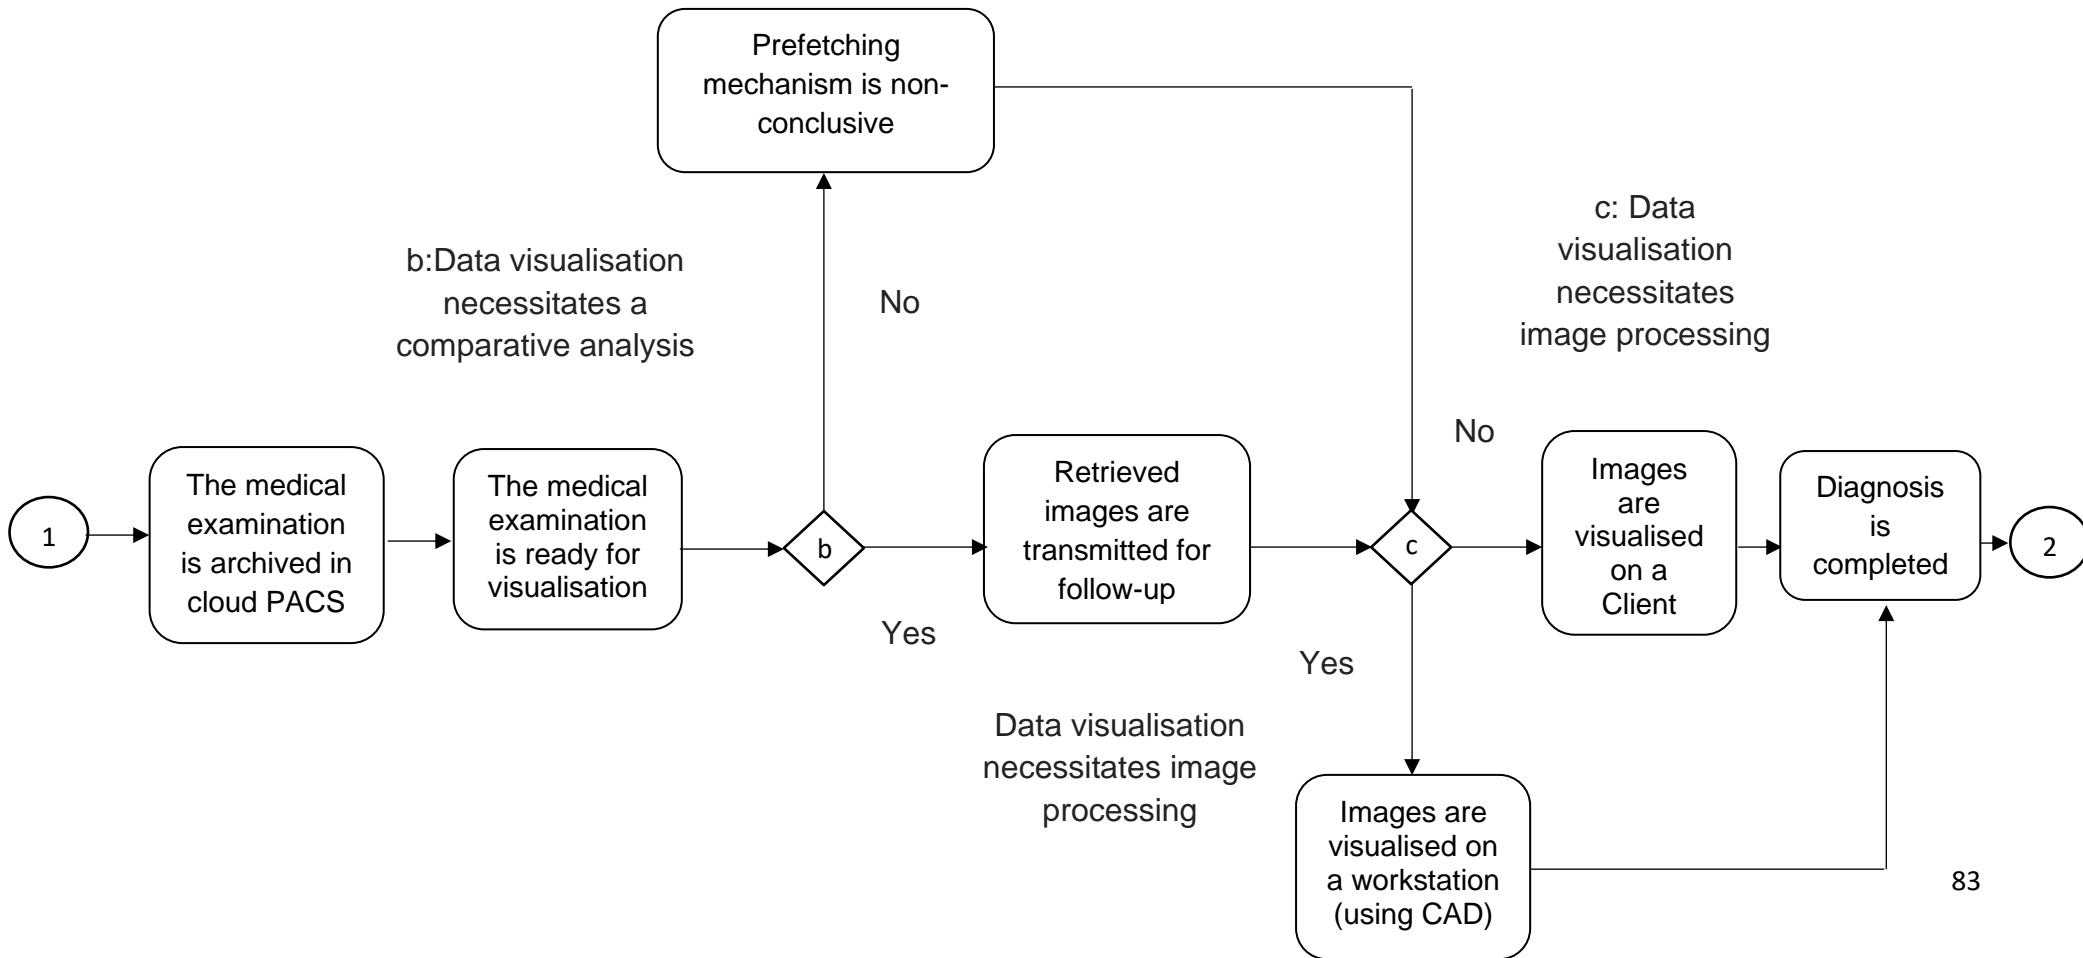 Prefetching
mechanism is non-
conclusive
b:Data visualisation
necessitates a
comparative analysis
No
c: Data
visualisation
necessitates
image processing
1
The medical
examination
is archived in
cloud PACS
The medical
examination
is ready for
visualisation
b
Yes
Retrieved
images are
transmitted for
follow-up
c
No
Images
are
visualised
on a
Client
Diagnosis
is
completed
2
Yes
Data visualisation
necessitates image
processing
Images are
visualised on
a workstation
(using CAD)
83